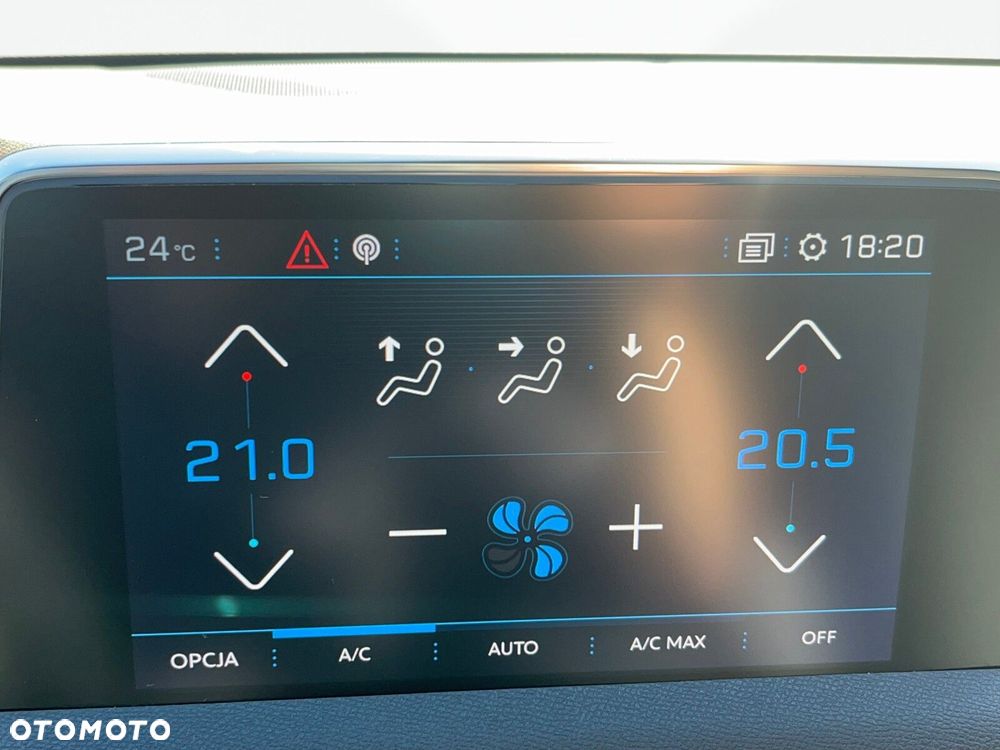 24°C 18:20
21.0 20.5
OPCJA A/C AUTO A/C MAX OFF
OTOMOTO